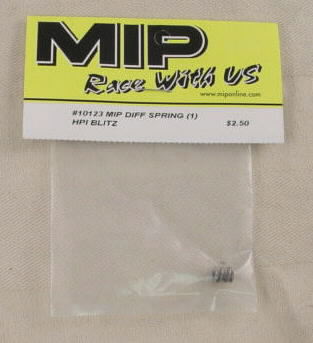 MIP
Race With US
www.miponline.com
#10123 MIP DIFF SPRING (1)
HPI BLITZ $2.50